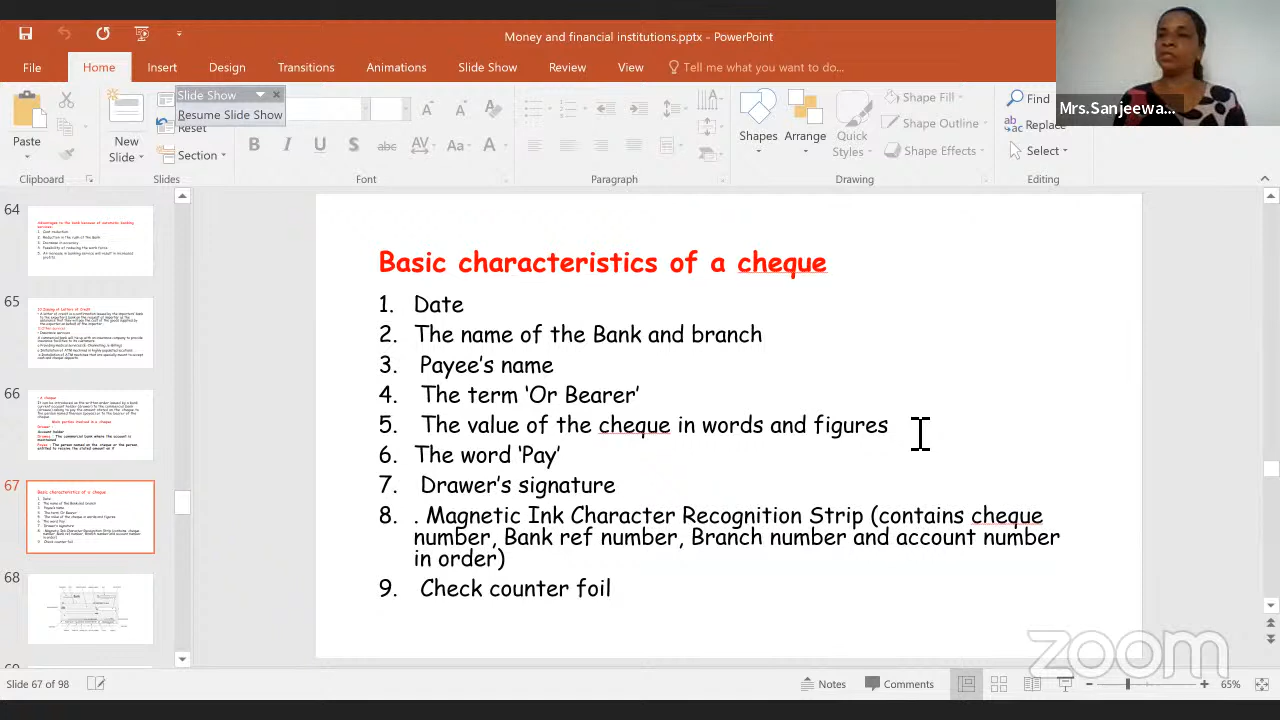 Money and financial institutions.pptx - PowerPoint
File Home Insert Design Transitions Animations Slide Show Review View Tell me what you want to do...
Slide Show
Resume Slide Show
Paste
New
Slide
Reset
Section
B I U S abc AV Aa A
Shapes
Arrange
Quick
Styles
Shape Fill
Shape Outline
Shape Effects
Find
Replace
Select
Clipboard Slides Font Paragraph Drawing Editing
Mrs.Sanjeewa...
64
65
66
67
68
Basic characteristics of a cheque
1. Date
2. The name of the Bank and branch
3. Payee's name
4. The term 'Or Bearer'
5. The value of the cheque in words and figures
6. The word 'Pay'
7. Drawer's signature
8. . Magnetic Ink Character Recognition Strip (contains cheque
number, Bank ref number, Branch number and account number
in order)
9. Check counter foil
zoom
Slide 67 of 98
Notes
Comments
65%